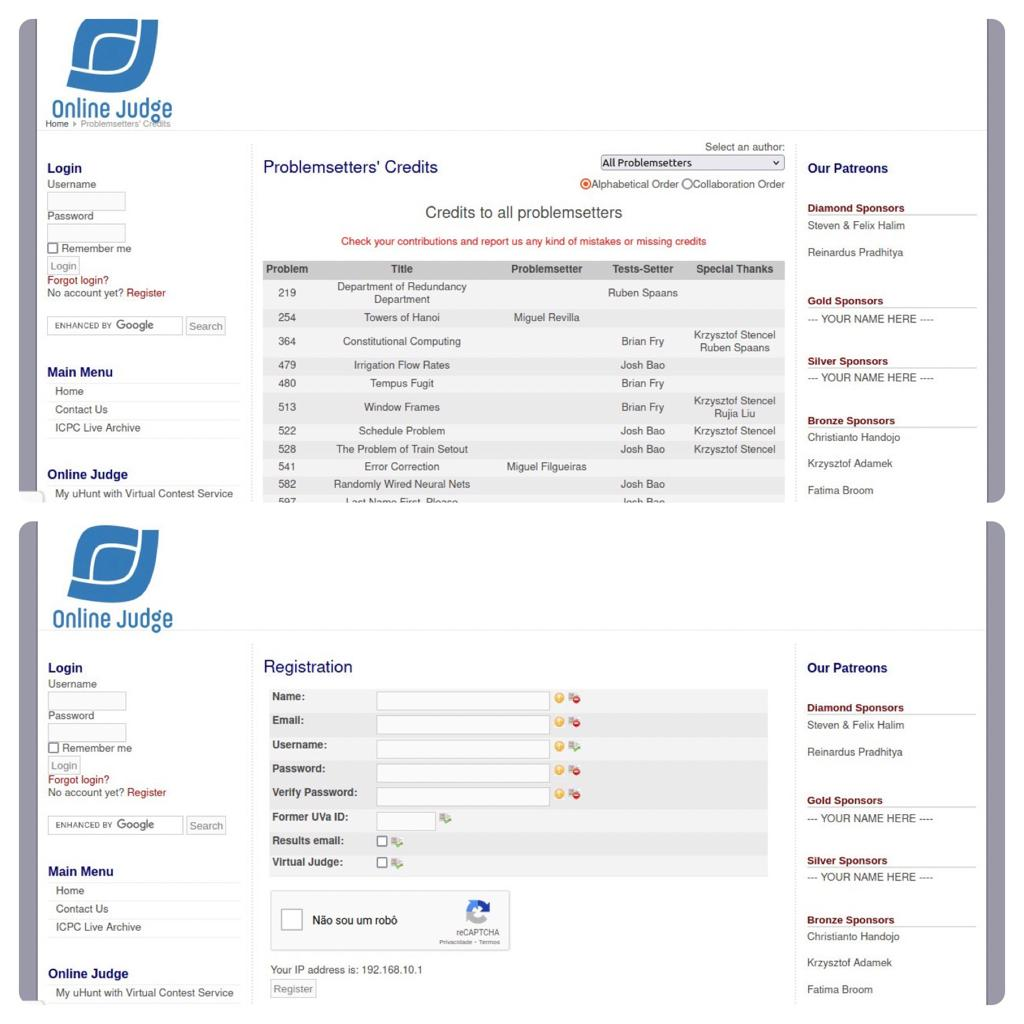 Online Judge
Home Problemsetters' Credits
Login
Username
Password
Remember me
Login
Forgot login?
No account yet? Register
ENHANCED BY Google Search
Main Menu
Home
Contact Us
ICPC Live Archive
Online Judge
My uHunt with Virtual Contest Service
Problemsetters' Credits
Select an author:
All Problemsetters
Alphabetical Order Collaboration Order
Credits to all problemsetters
Check your contributions and report us any kind of mistakes or missing credits
Problem Title Problemsetter Tests-Setter Special Thanks
219 Department of Redundancy Department Ruben Spaans
254 Towers of Hanoi Miguel Revilla
364 Constitutional Computing Brian Fry Krzysztof Stencel Ruben Spaans
479 Irrigation Flow Rates Josh Bao
480 Tempus Fugit Brian Fry
513 Window Frames Brian Fry Krzysztof Stencel Rujia Liu
522 Schedule Problem Josh Bao Krzysztof Stencel
528 The Problem of Train Setout Josh Bao Krzysztof Stencel
541 Error Correction Miguel Filgueiras
582 Randomly Wired Neural Nets Josh Bao
597 Last Name First, Please Josh Bao
Our Patreons
Diamond Sponsors
Steven & Felix Halim
Reinardus Pradhitya
Gold Sponsors
--- YOUR NAME HERE ----
Silver Sponsors
--- YOUR NAME HERE ----
Bronze Sponsors
Christianto Handojo
Krzysztof Adamek
Fatima Broom
Online Judge
Login
Username
Password
Remember me
Login
Forgot login?
No account yet? Register
ENHANCED BY Google Search
Main Menu
Home
Contact Us
ICPC Live Archive
Online Judge
My uHunt with Virtual Contest Service
Registration
Name:
Email:
Username:
Password:
Verify Password:
Former UVa ID:
Results email:
Virtual Judge:
Não sou um robô
reCAPTCHA
Privacidade - Termos
Your IP address is: 192.168.10.1
Register
Our Patreons
Diamond Sponsors
Steven & Felix Halim
Reinardus Pradhitya
Gold Sponsors
--- YOUR NAME HERE ----
Silver Sponsors
--- YOUR NAME HERE ----
Bronze Sponsors
Christianto Handojo
Krzysztof Adamek
Fatima Broom